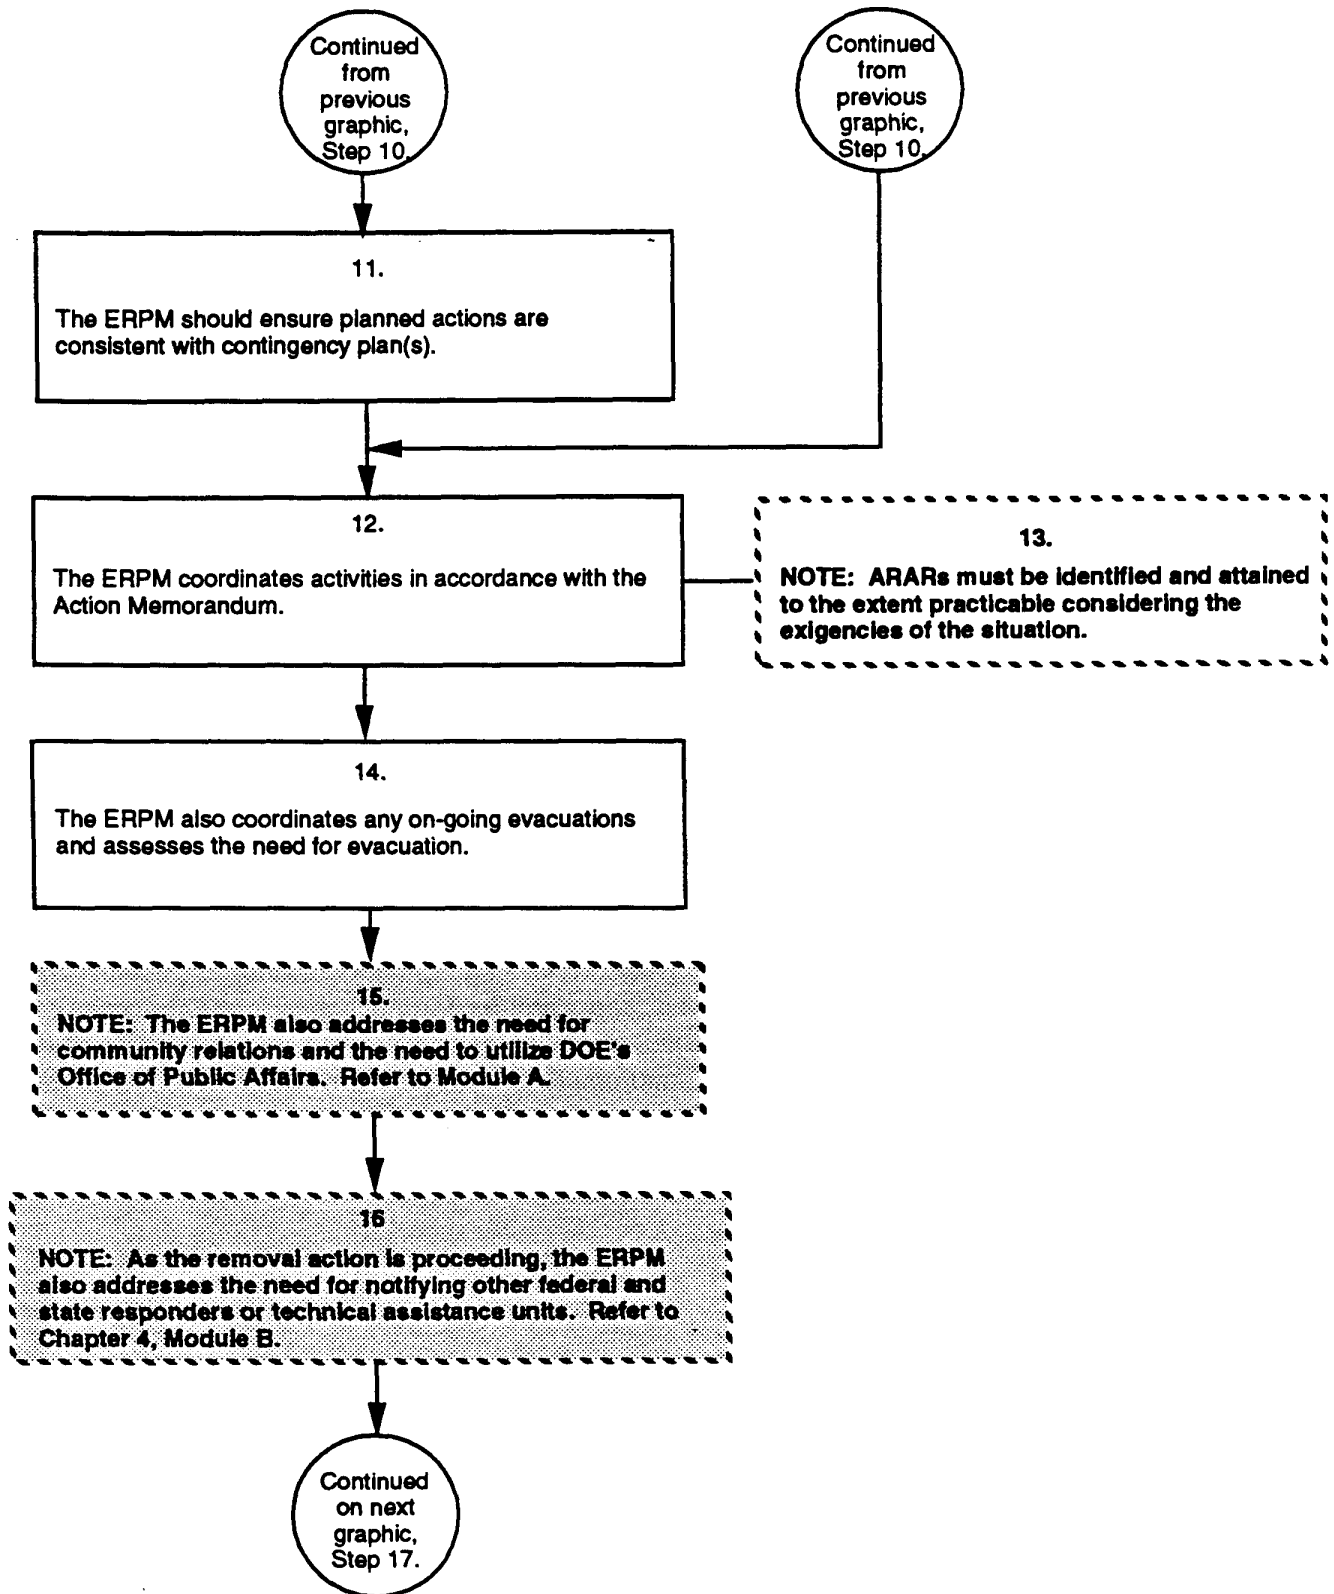 Continued
from
previous
graphic,
Step 10.
Continued
from
previous
graphic,
Step 10.
11.
The ERPM should ensure planned actions are
consistent with contingency plan(s).
12.
The ERPM coordinates activities in accordance with the
Action Memorandum.
13.
NOTE: ARARs must be identified and attained
to the extent practicable considering the
exigencies of the situation.
14.
The ERPM also coordinates any on-going evacuations
and assesses the need for evacuation.
15.
NOTE: The ERPM also addresses the need for
community relations and the need to utilize DOE's
Office of Public Affairs. Refer to Module A.
16
NOTE: As the removal action is proceeding, the ERPM
also addresses the need for notifying other federal and
state responders or technical assistance units. Refer to
Chapter 4, Module B.
Continued
on next
graphic,
Step 17.